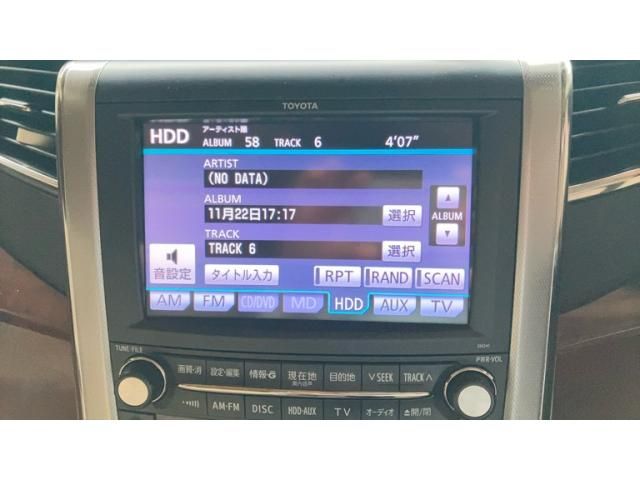 TOYOTA
HDD アーティスト順
ALBUM 58 TRACK 6 4'07"
ARTIST
(NO DATA)
ALBUM
11月22日17:17 選択
ALBUM
TRACK
TRACK 6 選択
音設定 タイトル入力 RPT RAND SCAN
AM FM CD/DVD MD HDD AUX TV
TUNE・FILE PWR・VOL
画質・消 設定・編集 情報・G 現在地 目的地 ∨SEEK TRACK∧
AM・FM DISC HDD・AUX TV オーディオ ▲開/閉